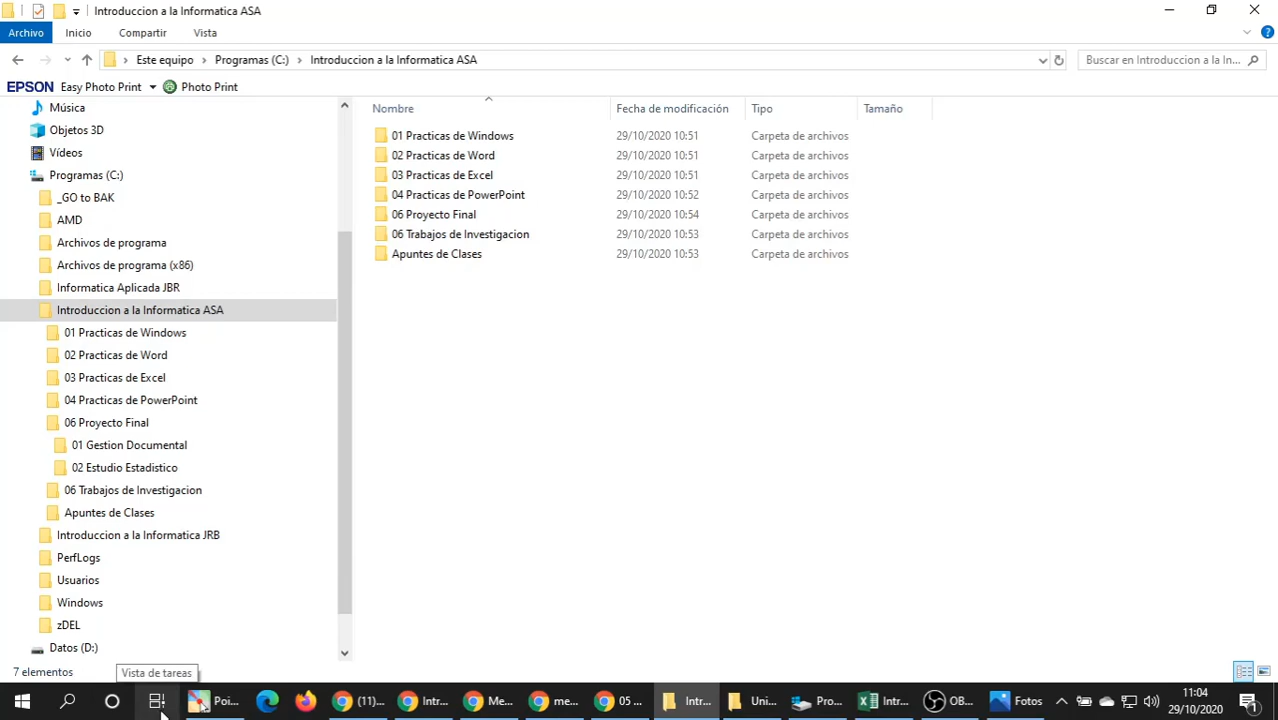 Introduccion a la Informatica ASA
Archivo Inicio Compartir Vista
Este equipo Programas (C:) Introduccion a la Informatica ASA Buscar en Introduccion a la In...
EPSON Easy Photo Print Photo Print
Música
Objetos 3D
Vídeos
Programas (C:)
_GO to BAK
AMD
Archivos de programa
Archivos de programa (x86)
Informatica Aplicada JBR
Introduccion a la Informatica ASA
01 Practicas de Windows
02 Practicas de Word
03 Practicas de Excel
04 Practicas de PowerPoint
06 Proyecto Final
01 Gestion Documental
02 Estudio Estadistico
06 Trabajos de Investigacion
Apuntes de Clases
Introduccion a la Informatica JRB
PerfLogs
Usuarios
Windows
zDEL
Datos (D:)
Nombre Fecha de modificación Tipo Tamaño
01 Practicas de Windows 29/10/2020 10:51 Carpeta de archivos
02 Practicas de Word 29/10/2020 10:51 Carpeta de archivos
03 Practicas de Excel 29/10/2020 10:51 Carpeta de archivos
04 Practicas de PowerPoint 29/10/2020 10:52 Carpeta de archivos
06 Proyecto Final 29/10/2020 10:54 Carpeta de archivos
06 Trabajos de Investigacion 29/10/2020 10:53 Carpeta de archivos
Apuntes de Clases 29/10/2020 10:53 Carpeta de archivos
7 elementos
Vista de tareas
Poi... (11)... Intr... Me... me... 05 ... Intr... Uni... Pro... Intr... OB... Fotos 11:04
29/10/2020 1